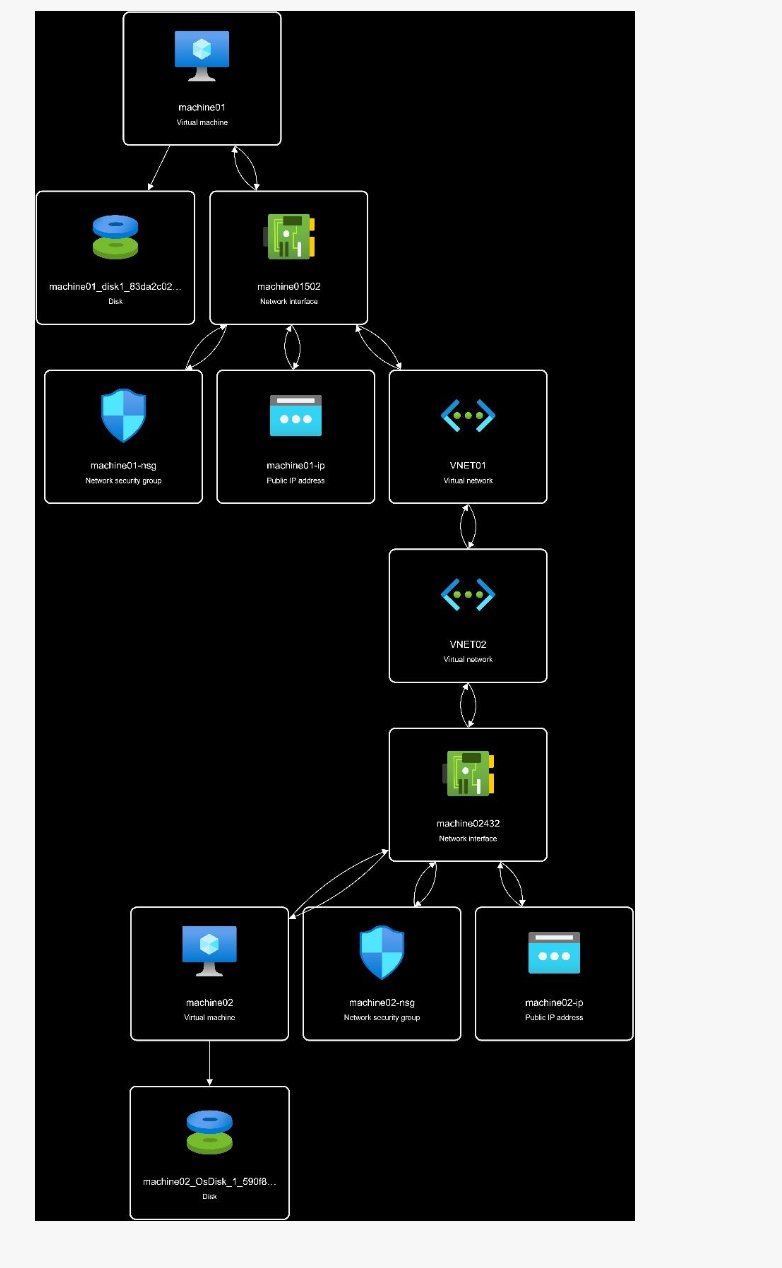 machine01
Virtual machine
machine01_disk1_83da2c02...
Disk
machine01502
Network interface
machine01-nsg
Network security group
machine01-ip
Public IP address
VNET01
Virtual network
VNET02
Virtual network
machine02432
Network interface
machine02
Virtual machine
machine02-nsg
Network security group
machine02-ip
Public IP address
machine02_OsDisk_1_590f8...
Disk